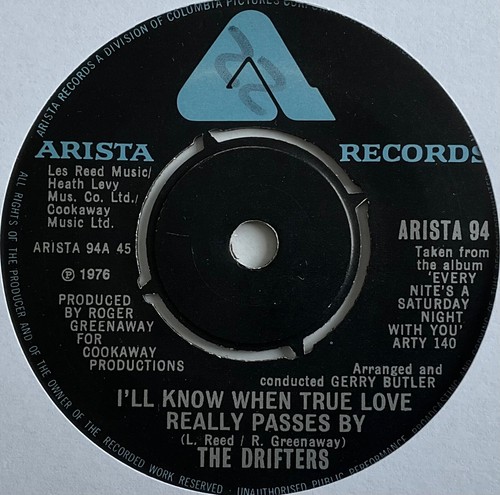 ARISTA RECORDS A DIVISION OF COLUMBIA PICTURES
ARISTA RECORDS
Les Reed Music/
Heath Levy
Mus. Co. Ltd./
Cookaway
Music Ltd.
ARISTA 94A 45
℗ 1976
PRODUCED
BY ROGER
GREENAWAY
FOR
COOKAWAY
PRODUCTIONS
ARISTA 94
Taken from
the album
'EVERY
NITE'S A
SATURDAY
NIGHT
WITH YOU'
ARTY 140
Arranged and
conducted GERRY BUTLER
I'LL KNOW WHEN TRUE LOVE
REALLY PASSES BY
(L. Reed / R. Greenaway)
THE DRIFTERS
ALL RIGHTS OF THE PRODUCER AND OF THE OWNER OF THE RECORDED WORK RESERVED · UNAUTHORISED PUBLIC PERFORMANCE,